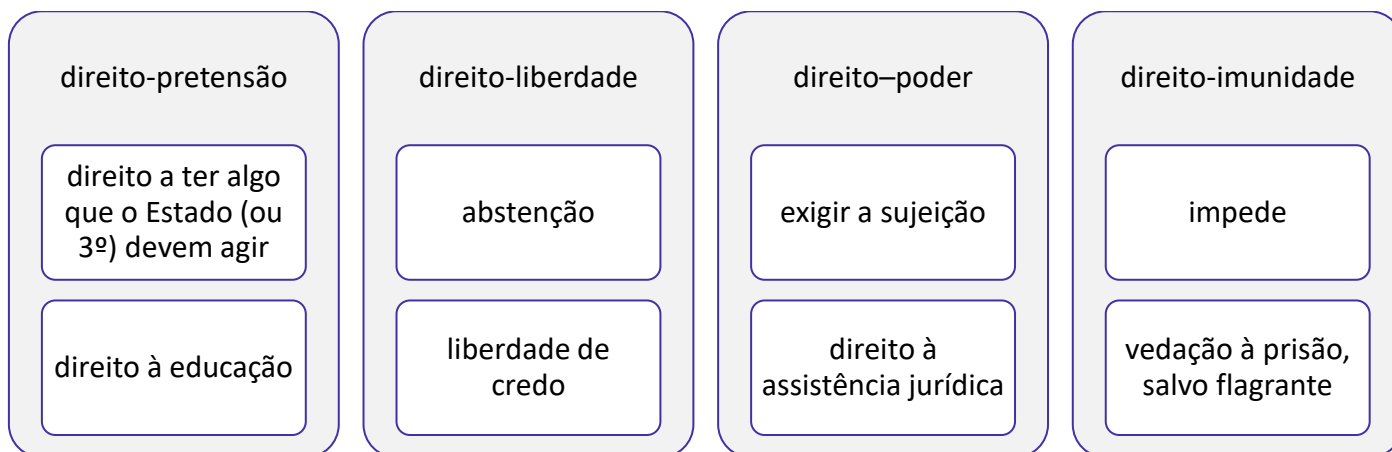 direito-pretensão
direito a ter algo
que o Estado (ou
3º) devem agir
direito à educação
direito-liberdade
abstenção
liberdade de
credo
direito–poder
exigir a sujeição
direito à
assistência jurídica
direito-imunidade
impede
vedação à prisão,
salvo flagrante